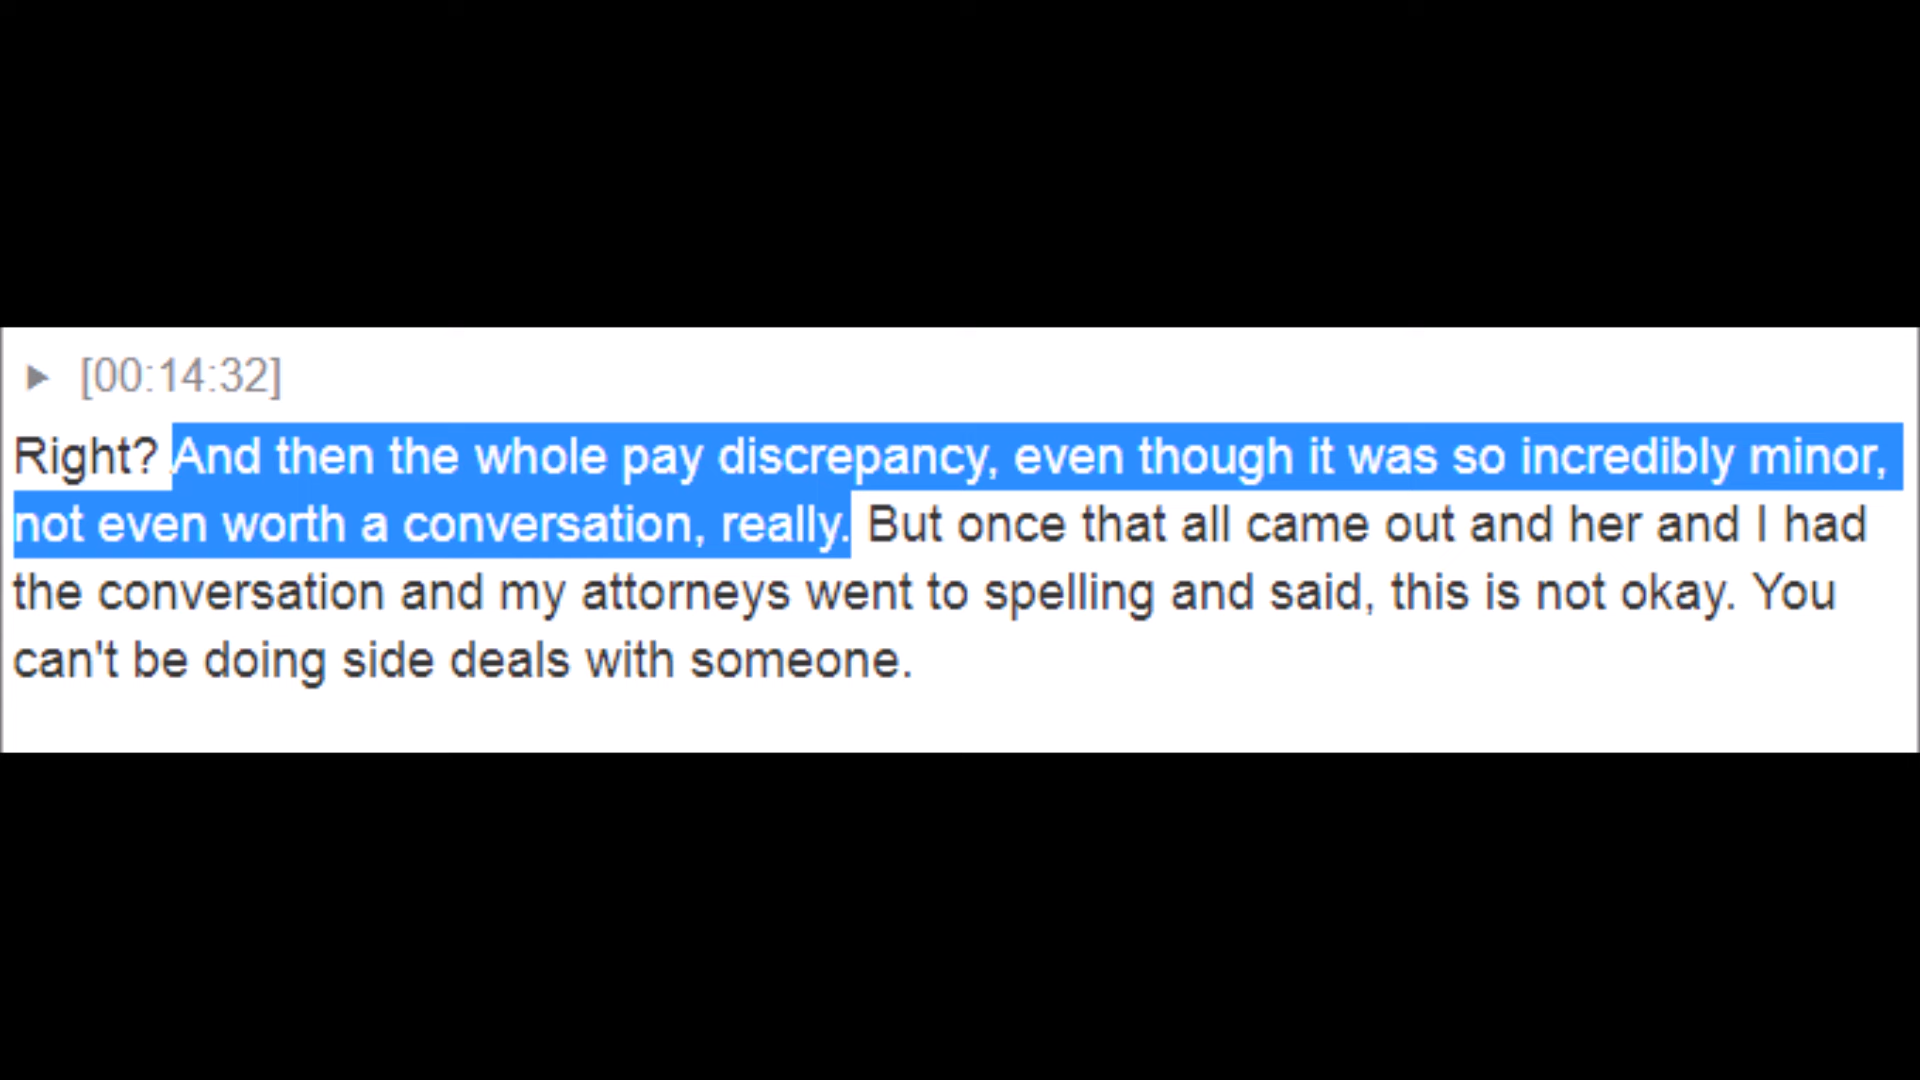 [00:14:32]
Right? And then the whole pay discrepancy, even though it was so incredibly minor,
not even worth a conversation, really. But once that all came out and her and I had
the conversation and my attorneys went to spelling and said, this is not okay. You
can't be doing side deals with someone.